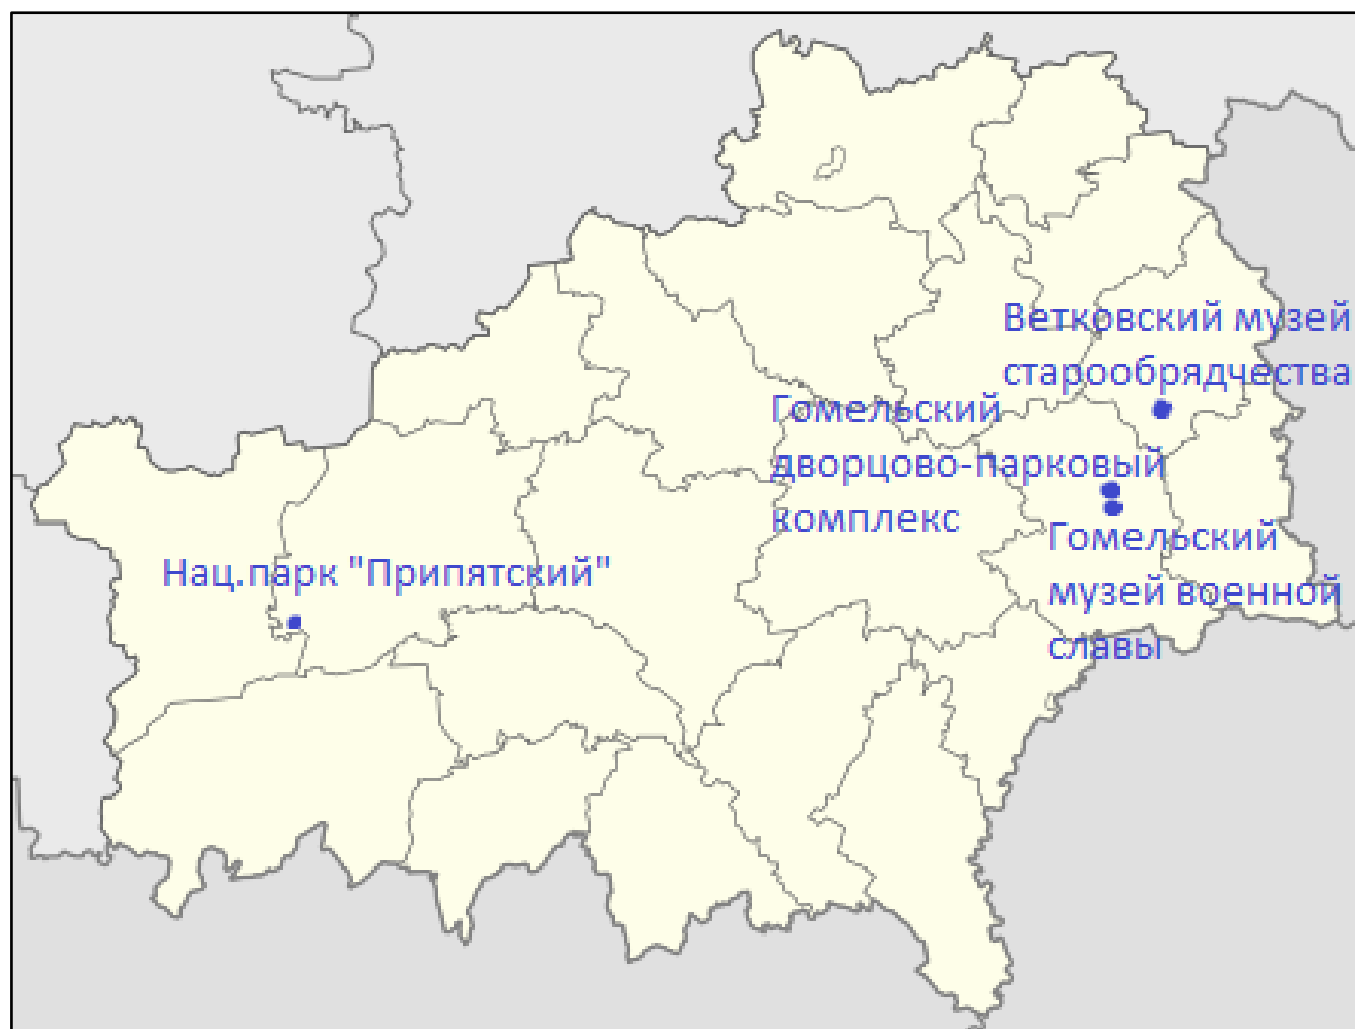 Ветковский музей
старообрядчества
Гомельский
дворцово-парковый
комплекс
Гомельский
музей военной
славы
Нац.парк "Припятский"